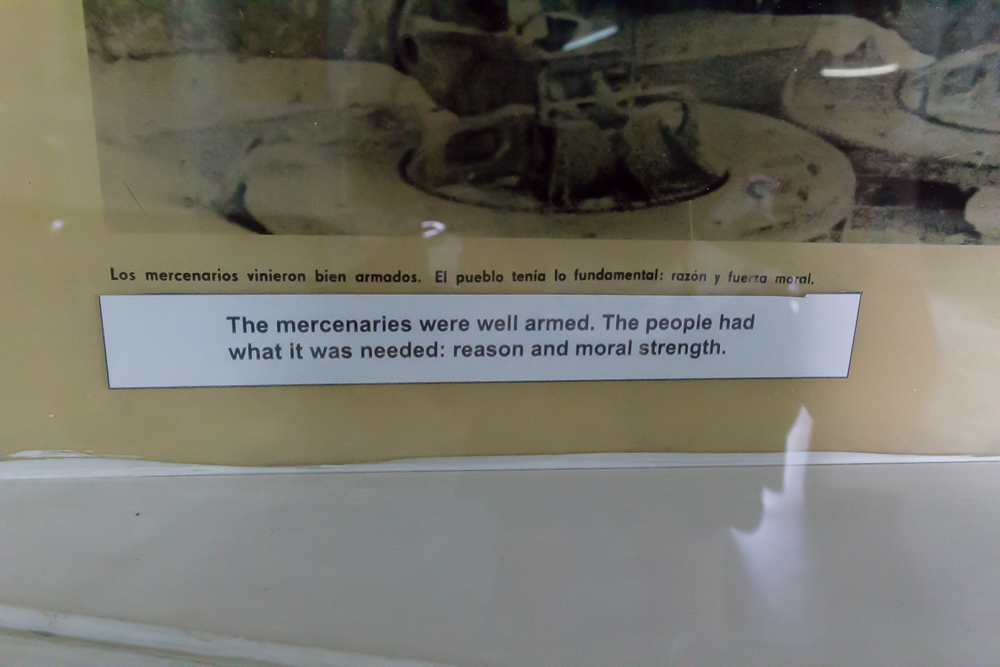 Los mercenarios vinieron bien armados. El pueblo tenía lo fundamental: razón y fuerza moral.
The mercenaries were well armed. The people had
what it was needed: reason and moral strength.